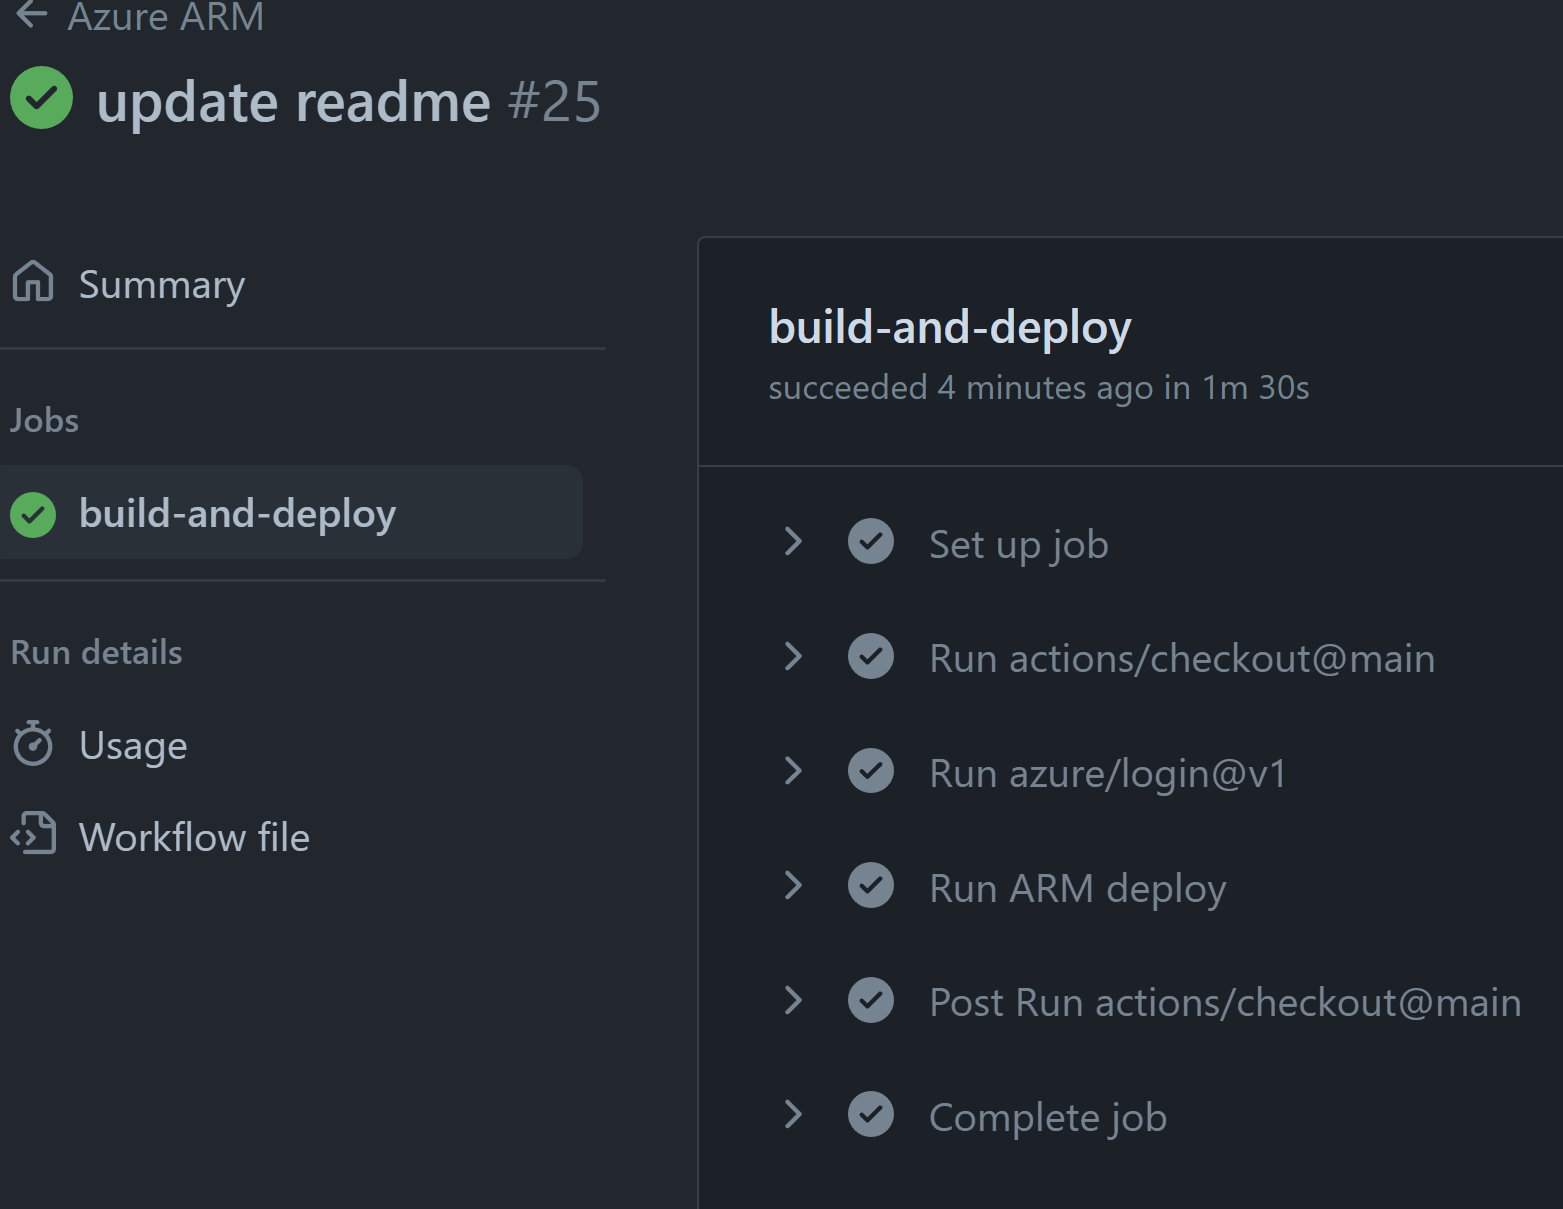 Azure ARM
update readme #25
Summary
Jobs
build-and-deploy
Run details
Usage
Workflow file
build-and-deploy
succeeded 4 minutes ago in 1m 30s
Set up job
Run actions/checkout@main
Run azure/login@v1
Run ARM deploy
Post Run actions/checkout@main
Complete job